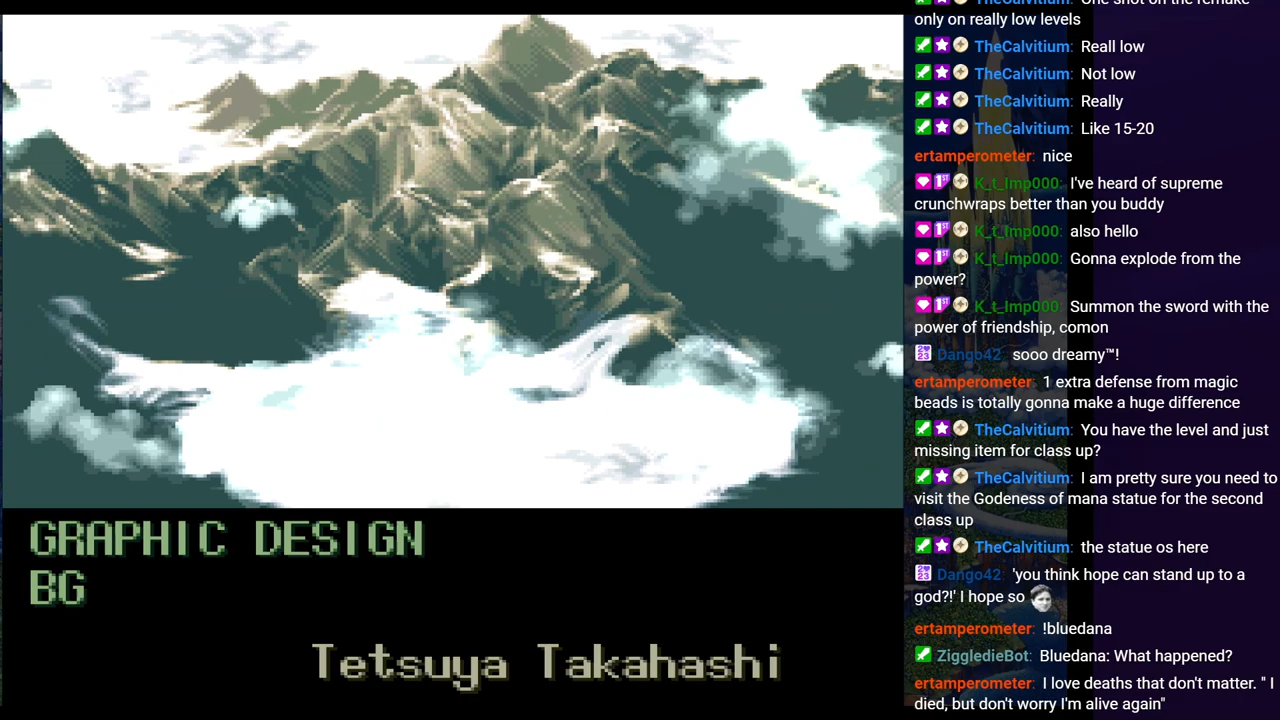 GRAPHIC DESIGN
BG
Tetsuya Takahashi
only on really low levels
TheCalvitium: Reall low
TheCalvitium: Not low
TheCalvitium: Really
TheCalvitium: Like 15-20
ertamperometer: nice
K_t_Imp000: I've heard of supreme
crunchwraps better than you buddy
K_t_Imp000: also hello
K_t_Imp000: Gonna explode from the
power?
K_t_Imp000: Summon the sword with the
power of friendship, comon
Dango42: sooo dreamy™!
ertamperometer: 1 extra defense from magic
beads is totally gonna make a huge difference
TheCalvitium: You have the level and just
missing item for class up?
TheCalvitium: I am pretty sure you need to
visit the Godeness of mana statue for the second
class up
TheCalvitium: the statue os here
Dango42: 'you think hope can stand up to a
god?!' I hope so
ertamperometer: !bluedana
ZiggledieBot: Bluedana: What happened?
ertamperometer: I love deaths that don't matter. " I
died, but don't worry I'm alive again"